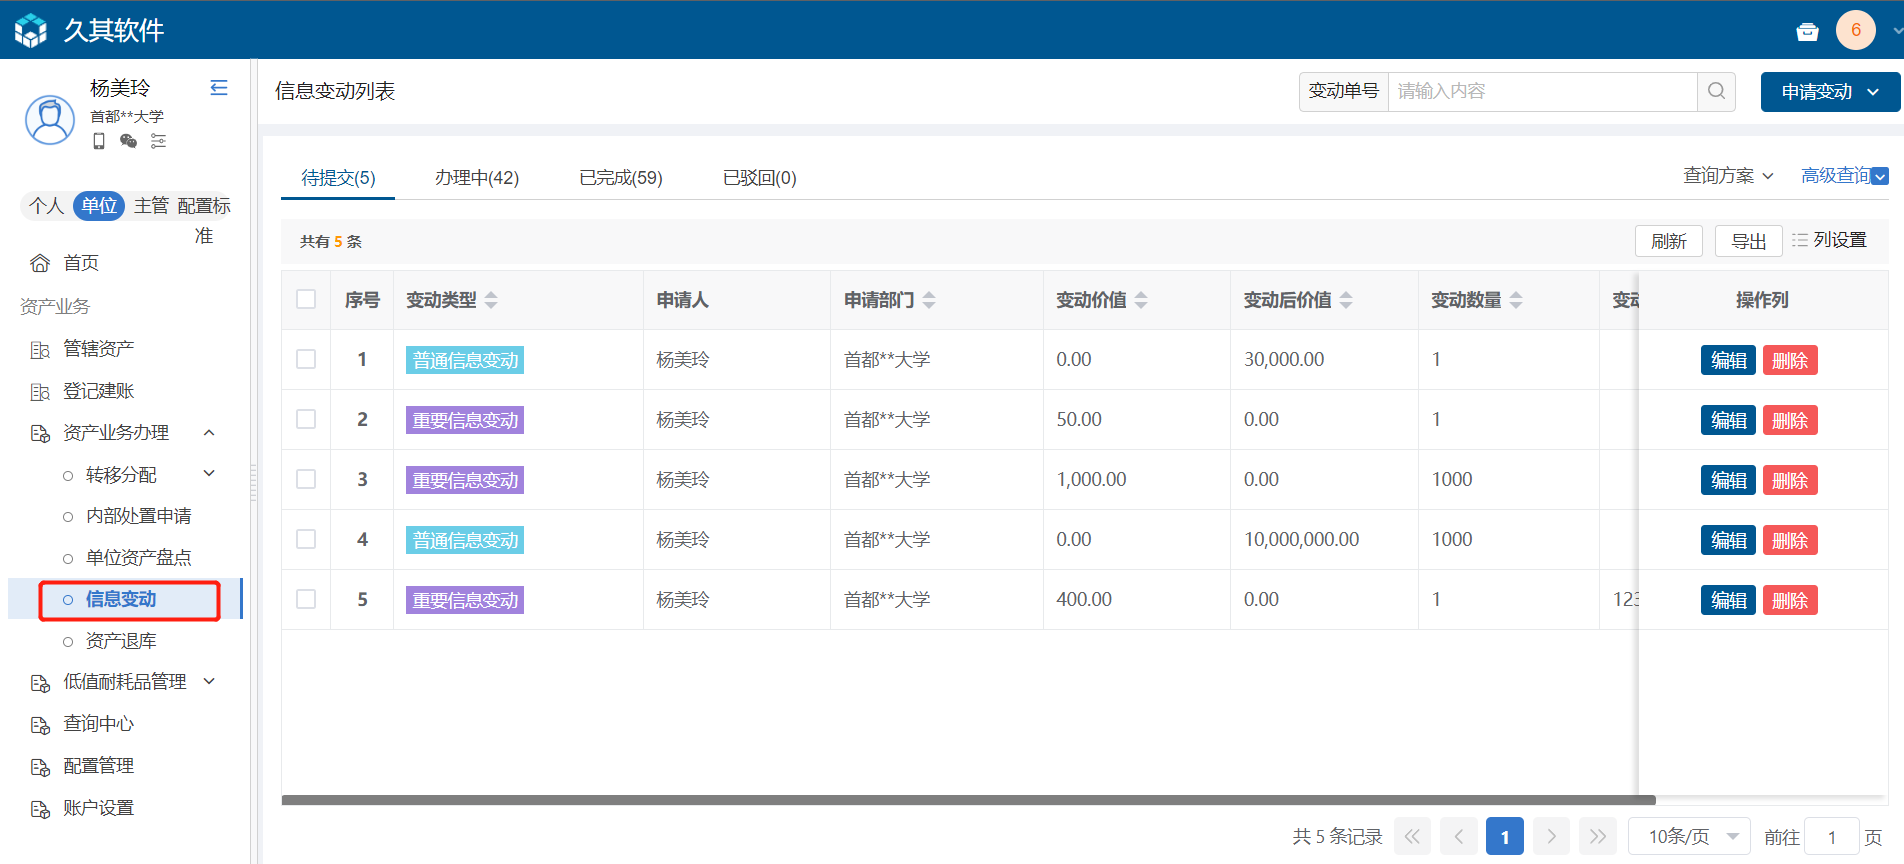 久其软件
6
杨美玲
首都**大学
个人 单位 主管 配置标准
首页
资产业务
管辖资产
登记建账
资产业务办理
转移分配
内部处置申请
单位资产盘点
信息变动
资产退库
低值耐耗品管理
查询中心
配置管理
账户设置
信息变动列表
变动单号 请输入内容
申请变动
待提交(5) 办理中(42) 已完成(59) 已驳回(0)
查询方案 高级查询
共有 5 条
刷新 导出 列设置
序号 变动类型 申请人 申请部门 变动价值 变动后价值 变动数量 变动 操作列
1 普通信息变动 杨美玲 首都**大学 0.00 30,000.00 1 编辑 删除
2 重要信息变动 杨美玲 首都**大学 50.00 0.00 1 编辑 删除
3 重要信息变动 杨美玲 首都**大学 1,000.00 0.00 1000 编辑 删除
4 普通信息变动 杨美玲 首都**大学 0.00 10,000,000.00 1000 编辑 删除
5 重要信息变动 杨美玲 首都**大学 400.00 0.00 1 123 编辑 删除
共 5 条记录 1 10条/页 前往 1 页